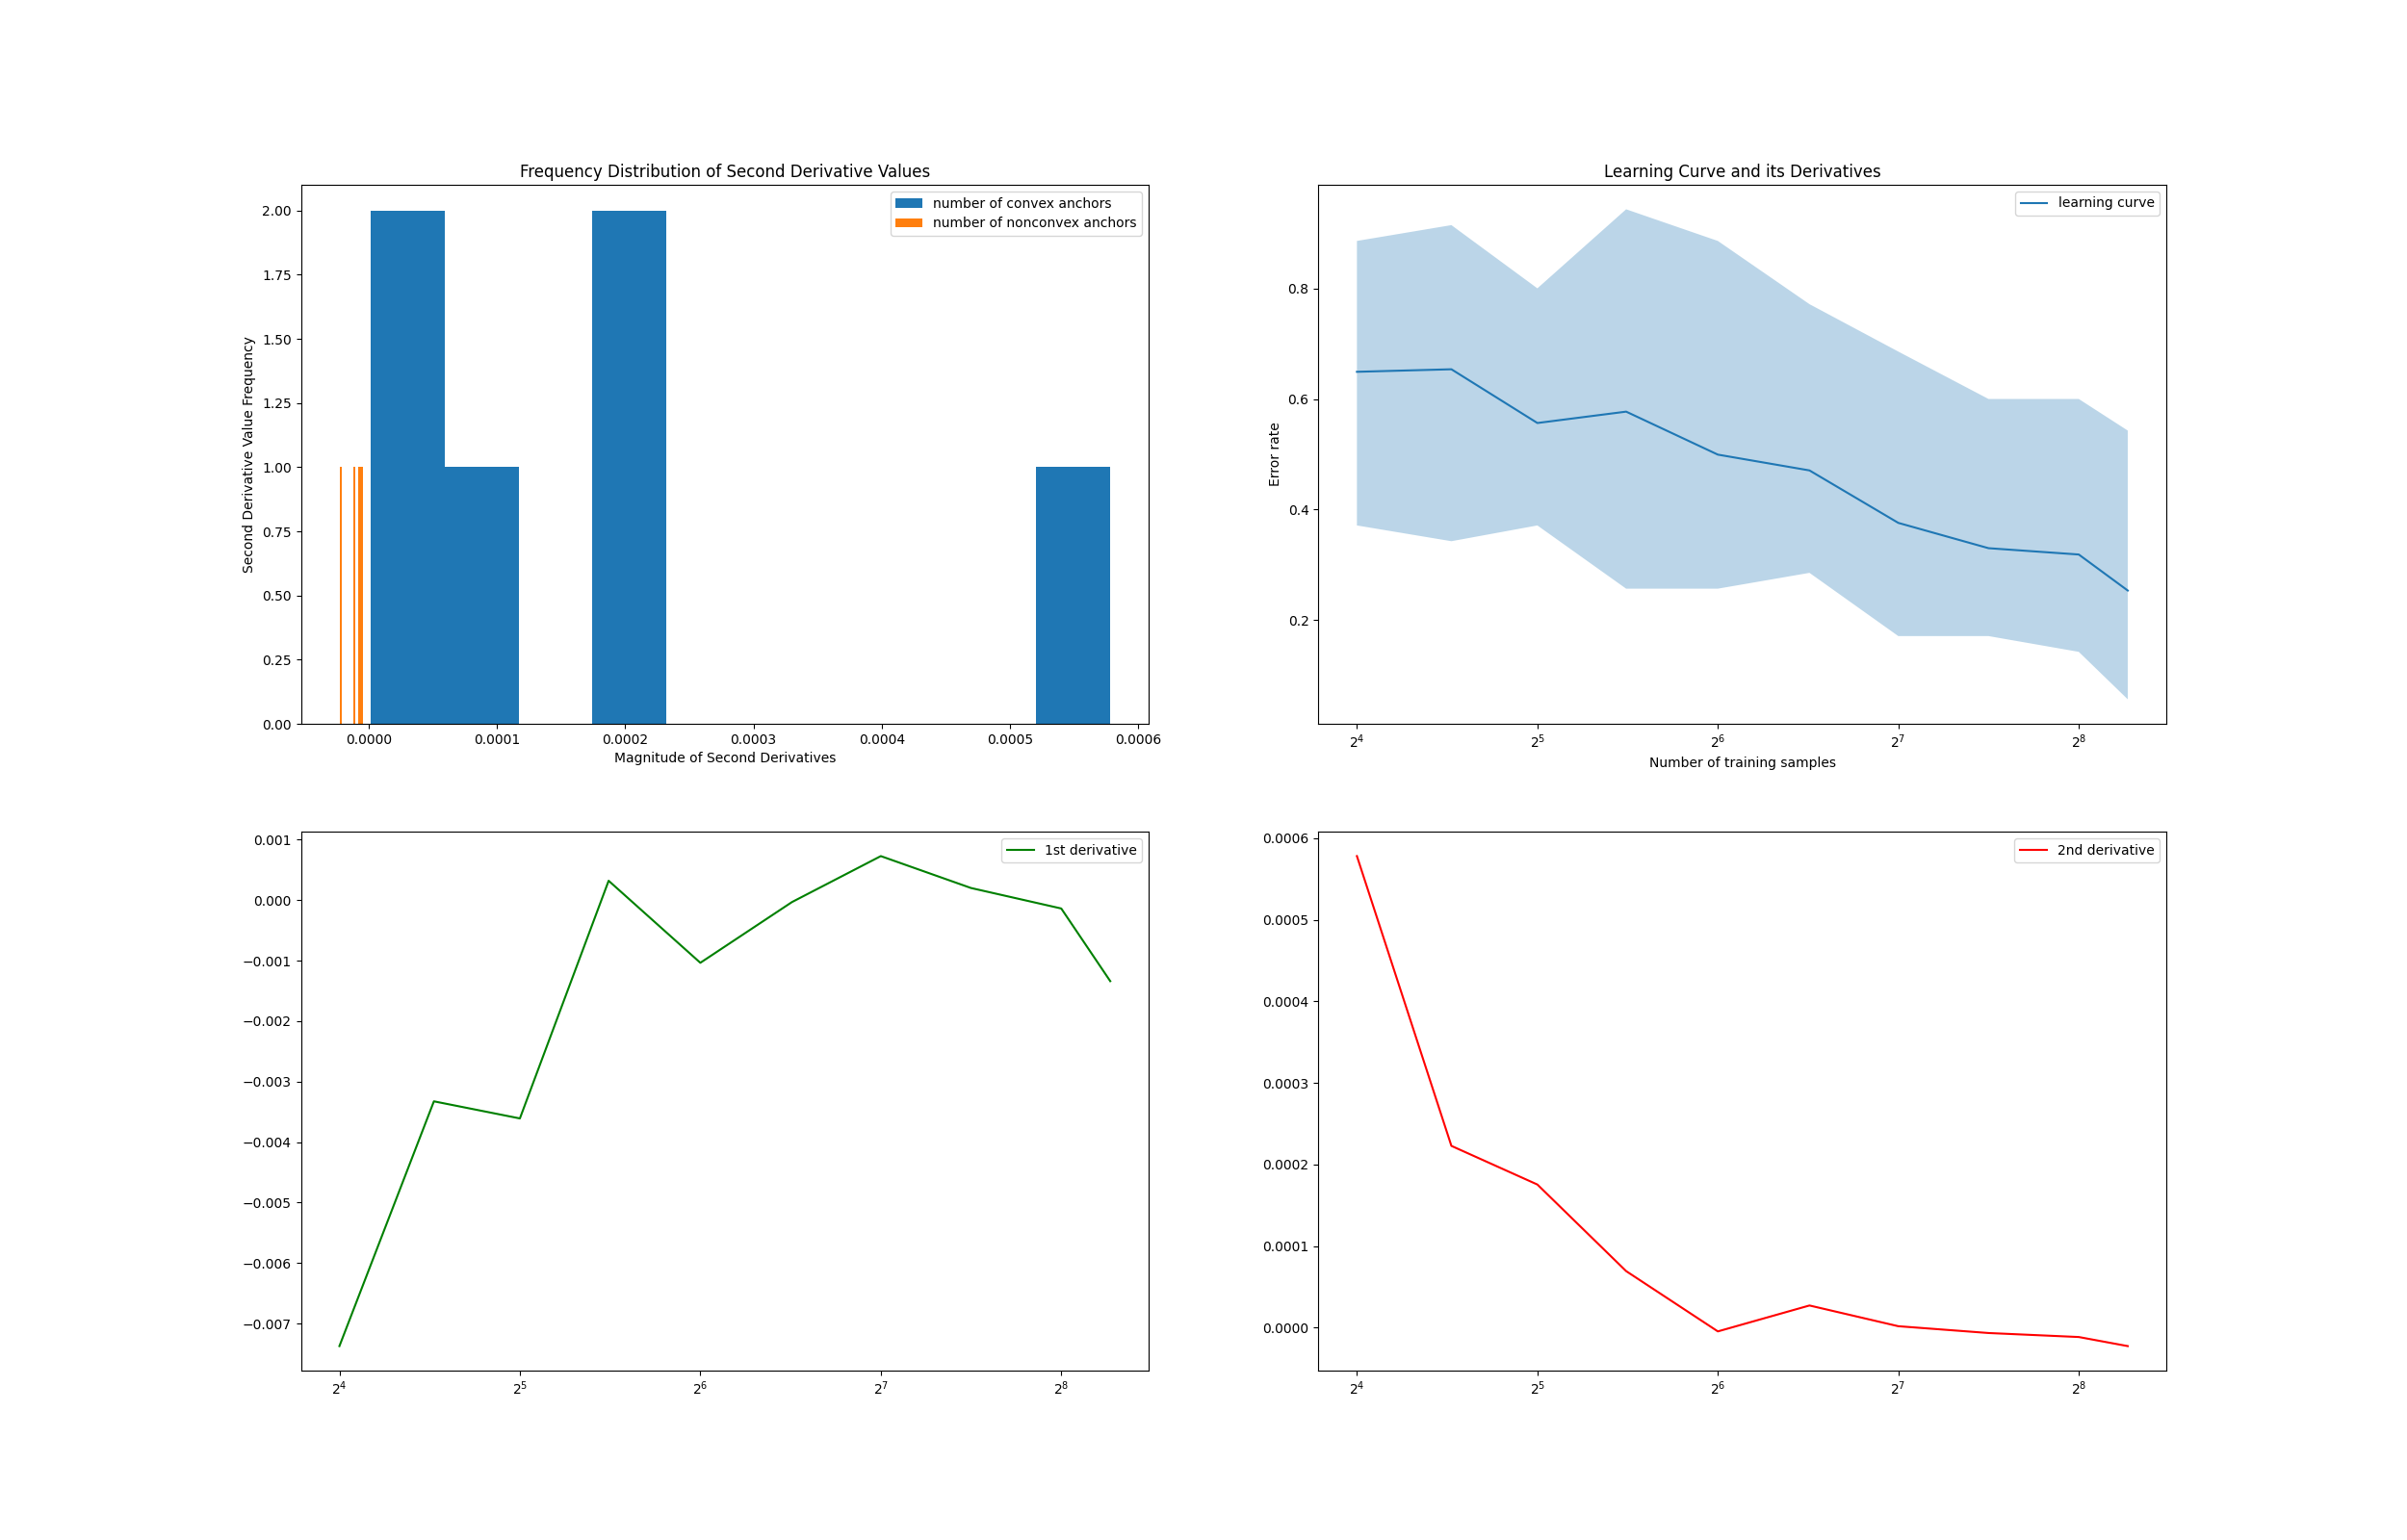 Frequency Distribution of Second Derivative Values
number of convex anchors
number of nonconvex anchors
Second Derivative Value Frequency
2.00
1.75
1.50
1.25
1.00
0.75
0.50
0.25
0.00
0.0000 0.0001 0.0002 0.0003 0.0004 0.0005 0.0006
Magnitude of Second Derivatives
Learning Curve and its Derivatives
learning curve
Error rate
0.8
0.6
0.4
0.2
2⁴ 2⁵ 2⁶ 2⁷ 2⁸
Number of training samples
1st derivative
0.001
0.000
−0.001
−0.002
−0.003
−0.004
−0.005
−0.006
−0.007
2⁴ 2⁵ 2⁶ 2⁷ 2⁸
2nd derivative
0.0006
0.0005
0.0004
0.0003
0.0002
0.0001
0.0000
2⁴ 2⁵ 2⁶ 2⁷ 2⁸